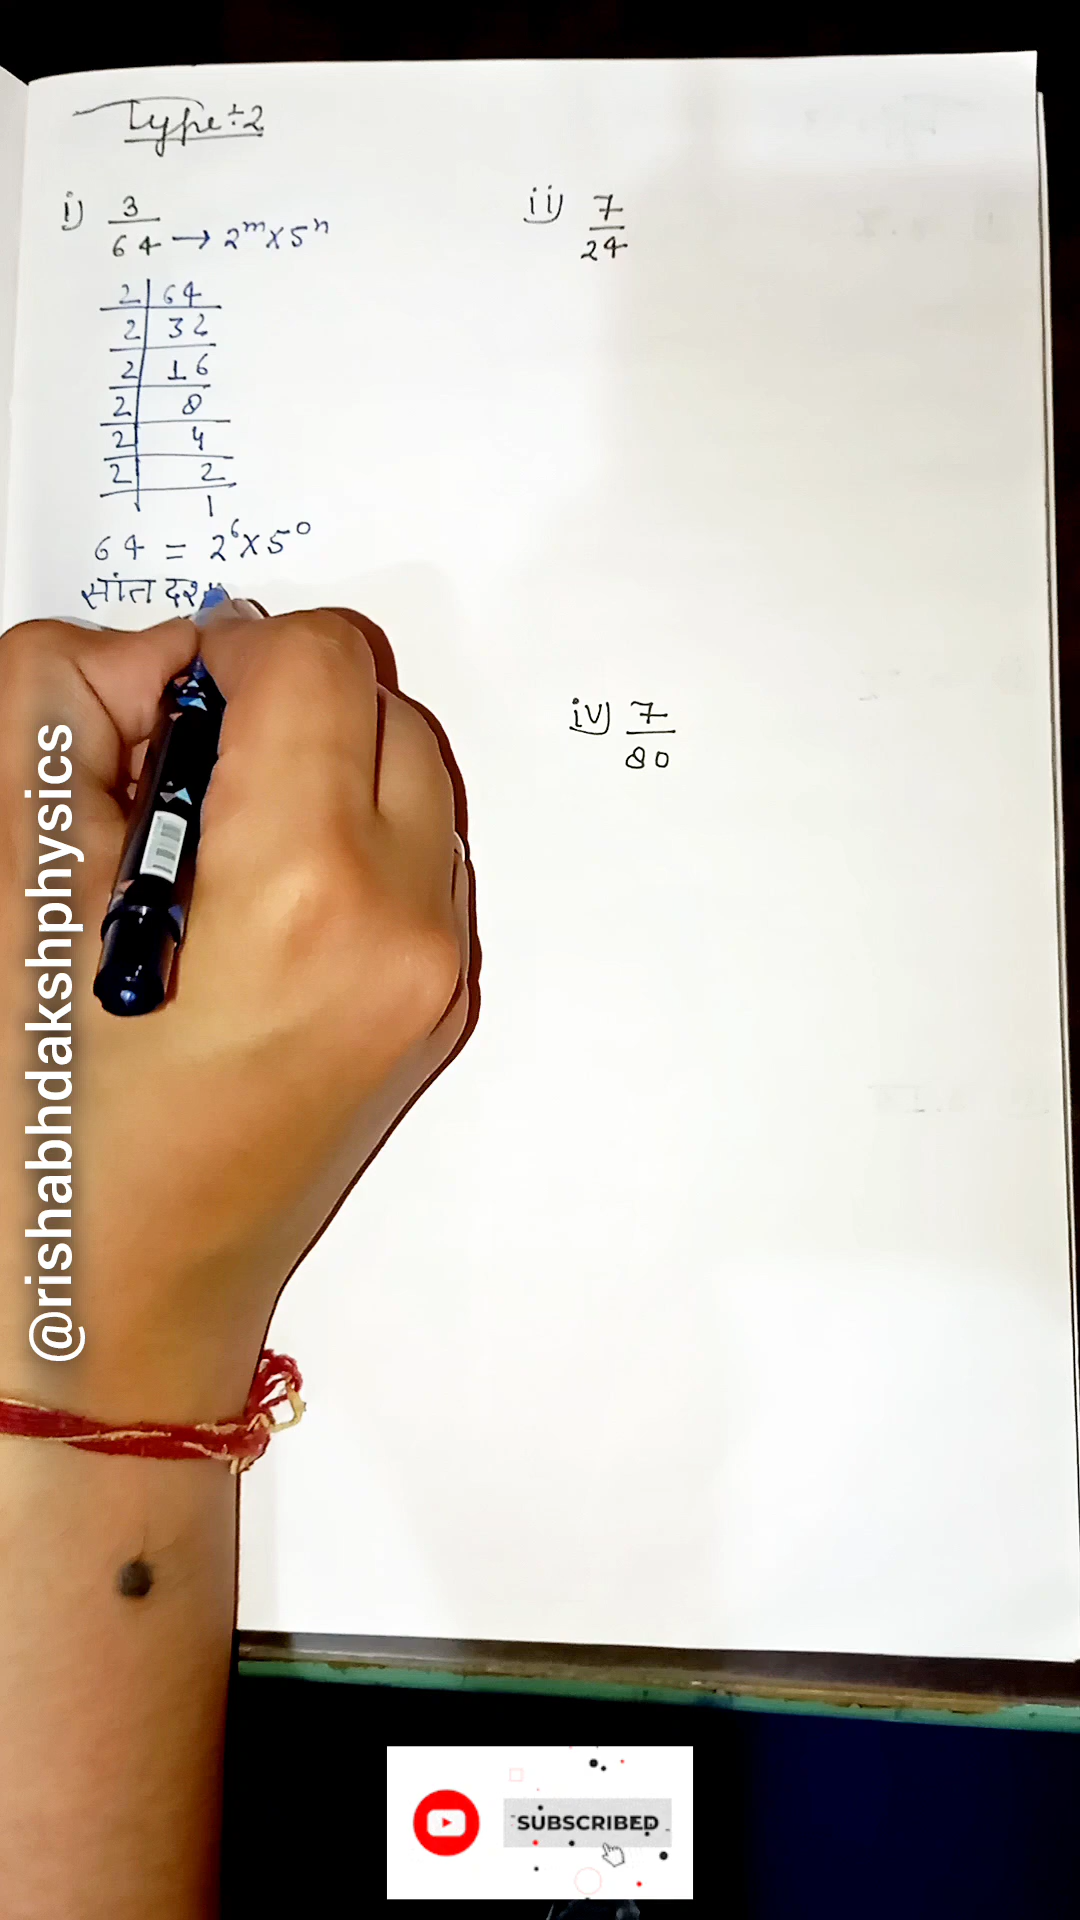 Type:-2
i) 3/64 → 2^m x 5^n
2 | 64
2 | 32
2 | 16
2 | 8
2 | 4
2 | 2
1
64 = 2^6 x 5^0
सांत
ii) 7/24
iv) 7/80
@rishabhdakshphysics
SUBSCRIBED